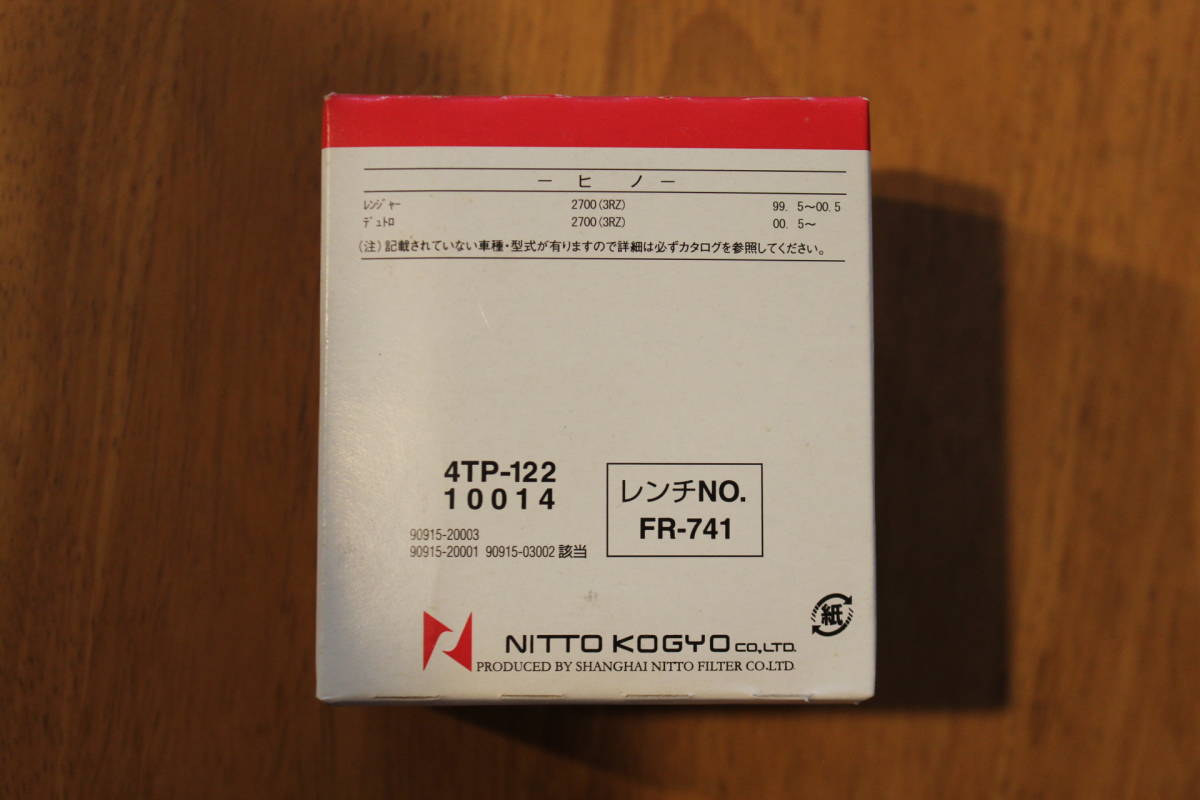 ー ヒ ノ ー
ﾚﾝｼﾞｬｰ 2700(3RZ) 99. 5～00. 5
ﾃﾞｭﾄﾛ 2700(3RZ) 00. 5～
(注)記載されていない車種・型式が有りますので詳細は必ずカタログを参照してください。
4TP-122
10014
レンチNO.
FR-741
90915-20003
90915-20001 90915-03002 該当
紙
NITTO KOGYO CO.,LTD.
PRODUCED BY SHANGHAI NITTO FILTER CO.LTD.